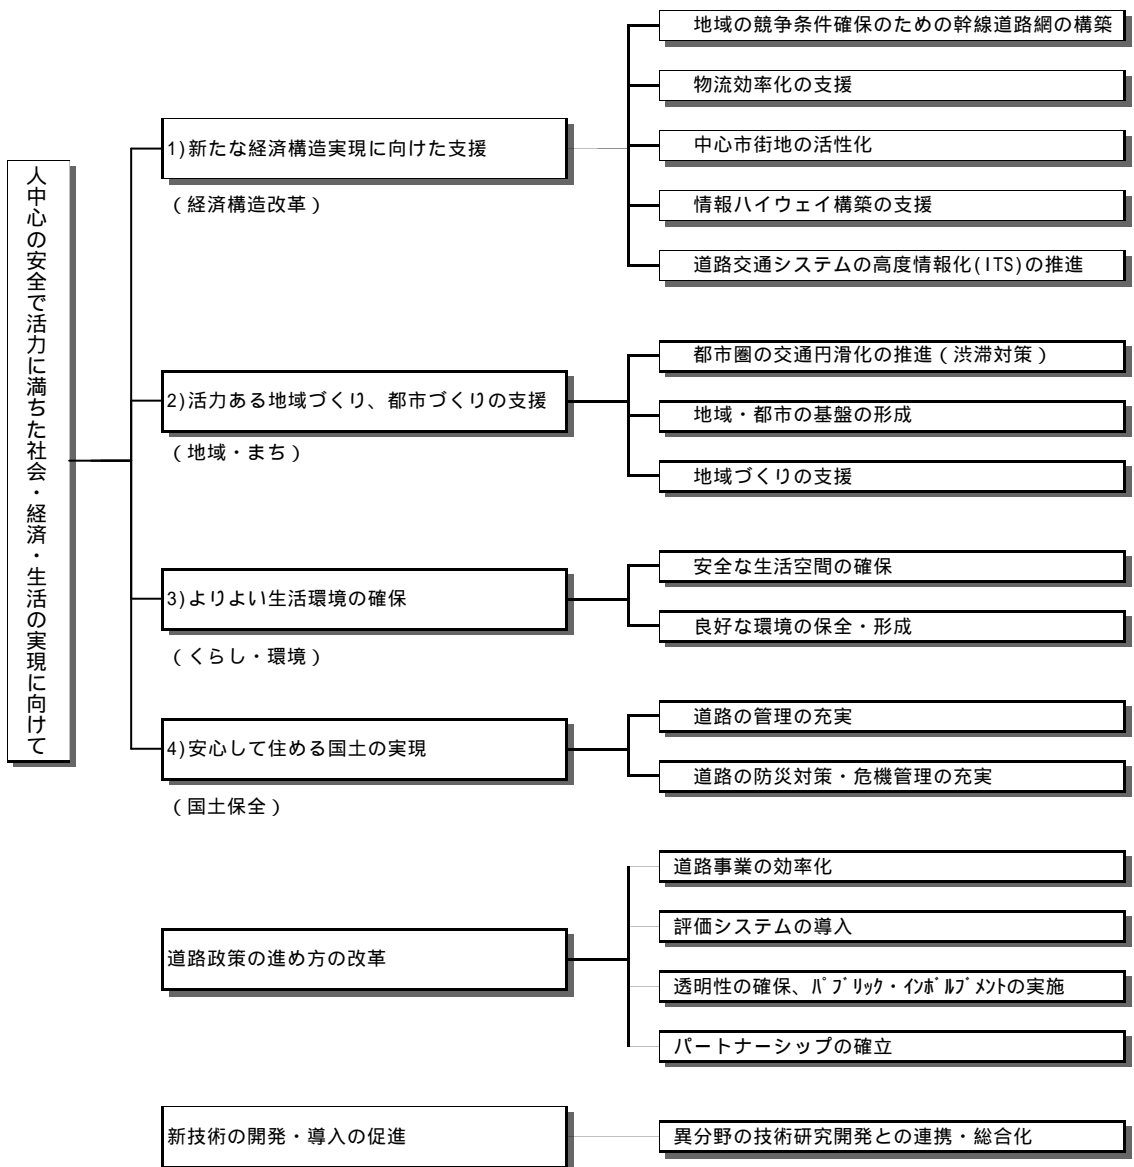 人中心の安全で活力に満ちた社会・経済・生活の実現に向けて
1)新たな経済構造実現に向けた支援
（経済構造改革）
地域の競争条件確保のための幹線道路網の構築
物流効率化の支援
中心市街地の活性化
情報ハイウェイ構築の支援
道路交通システムの高度情報化(ITS)の推進
2)活力ある地域づくり、都市づくりの支援
（地域・まち）
都市圏の交通円滑化の推進（渋滞対策）
地域・都市の基盤の形成
地域づくりの支援
3)よりよい生活環境の確保
（くらし・環境）
安全な生活空間の確保
良好な環境の保全・形成
4)安心して住める国土の実現
（国土保全）
道路の管理の充実
道路の防災対策・危機管理の充実
道路政策の進め方の改革
道路事業の効率化
評価システムの導入
透明性の確保、ﾊﾟﾌﾞﾘｯｸ・ｲﾝﾎﾞﾙﾌﾞﾒﾝﾄの実施
パートナーシップの確立
新技術の開発・導入の促進
異分野の技術研究開発との連携・総合化